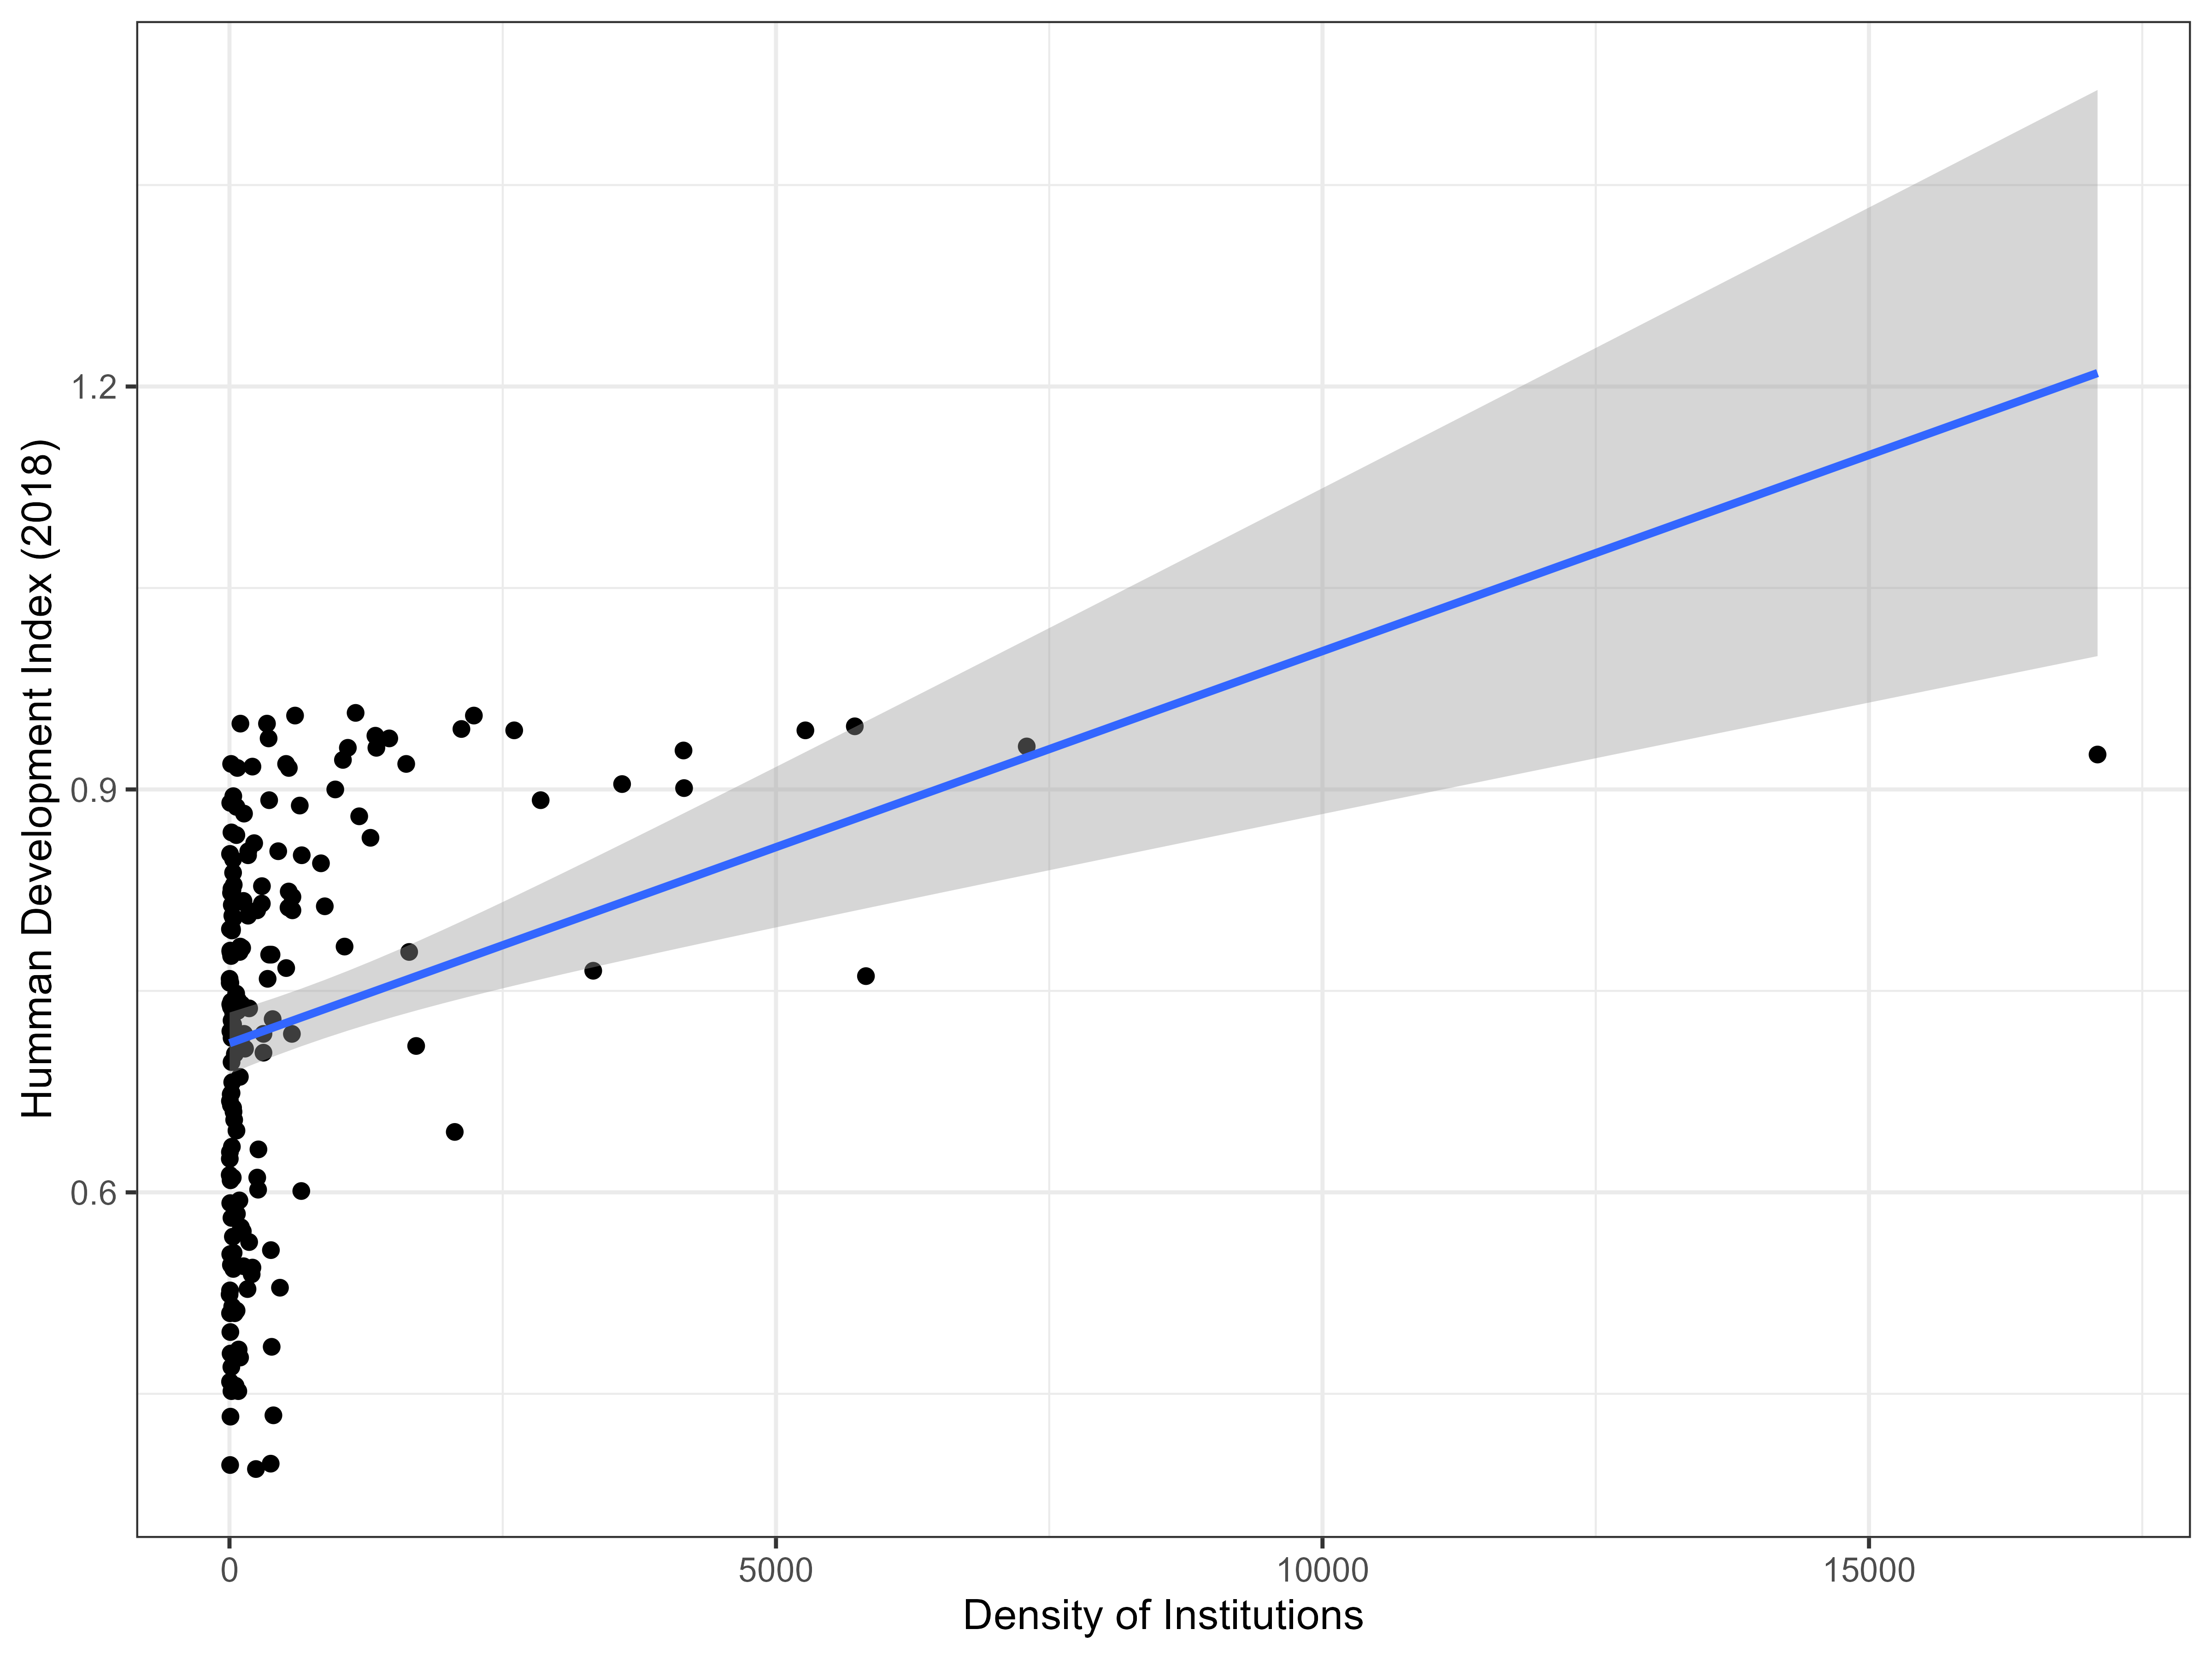 Humman Development Index (2018)
1.2
0.9
0.6
0 5000 10000 15000
Density of Institutions